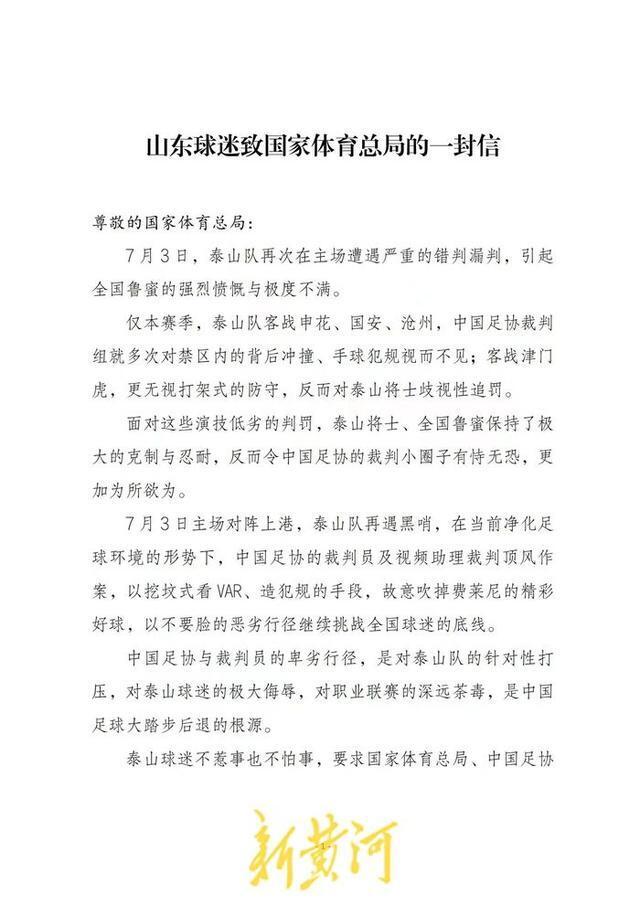 山东球迷致国家体育总局的一封信
尊敬的国家体育总局：
7月3日，泰山队再次在主场遭遇严重的错判漏判，引起
全国鲁蜜的强烈愤慨与极度不满。
仅本赛季，泰山队客战申花、国安、沧州，中国足协裁判
组就多次对禁区内的背后冲撞、手球犯规视而不见；客战津门
虎，更无视打架式的防守，反而对泰山将士歧视性追罚。
面对这些演技低劣的判罚，泰山将士、全国鲁蜜保持了极
大的克制与忍耐，反而令中国足协的裁判小圈子有恃无恐，更
加为所欲为。
7月3日主场对阵上港，泰山队再遇黑哨，在当前净化足
球环境的形势下，中国足协的裁判员及视频助理裁判顶风作
案，以挖坟式看VAR、造犯规的手段，故意吹掉费莱尼的精彩
好球，以不要脸的恶劣行径继续挑战全国球迷的底线。
中国足协与裁判员的卑劣行径，是对泰山队的针对性打
压，对泰山球迷的极大侮辱，对职业联赛的深远荼毒，是中国
足球大踏步后退的根源。
泰山球迷不惹事也不怕事，要求国家体育总局、中国足协
- 1 -
新黄河